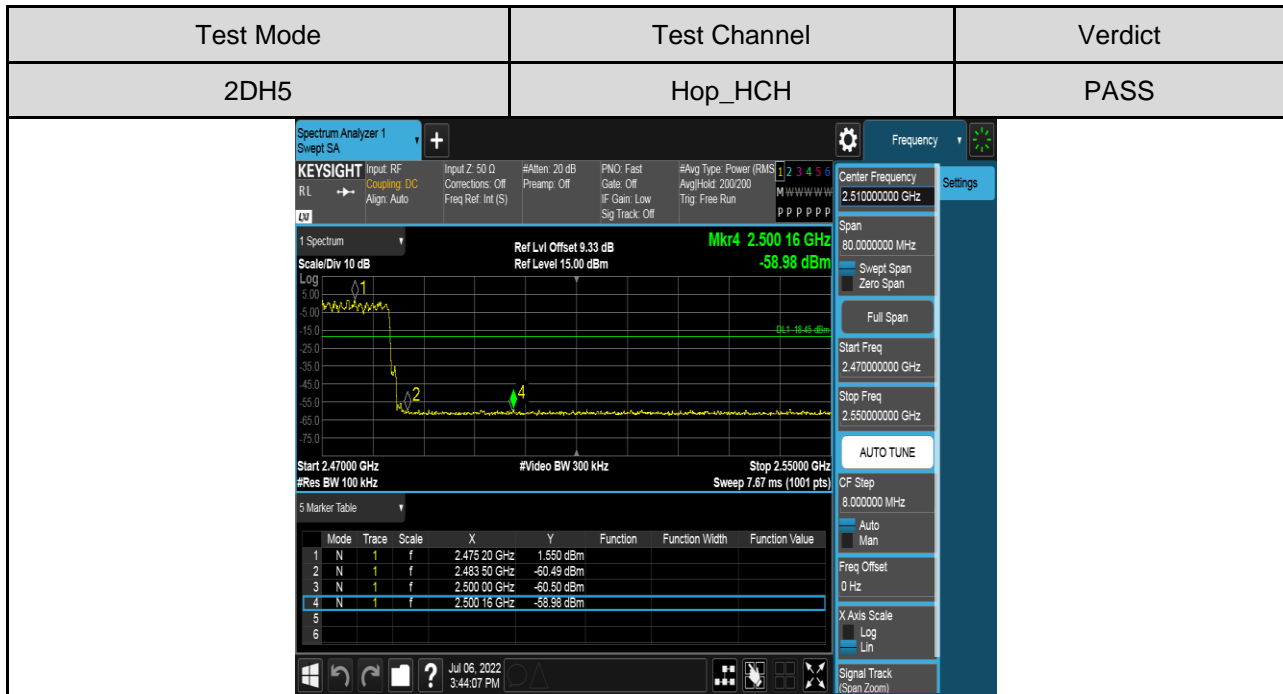 Test Mode Test Channel Verdict
2DH5 Hop_HCH PASS
Spectrum Analyzer 1
Swept SA
+
Frequency
KEYSIGHT Input: RF Input Z: 50 Ω #Atten: 20 dB PNO: Fast #Avg Type: Power (RMS 1 2 3 4 5 6
RL Coupling: DC Corrections: Off Preamp: Off Gate: Off Avg|Hold: 200/200 M W W W W W
Align: Auto Freq Ref: Int (S) IF Gain: Low Trig: Free Run
LXI Sig Track: Off P P P P P P
1 Spectrum
Scale/Div 10 dB
Ref Lvl Offset 9.33 dB
Ref Level 15.00 dBm
Mkr4 2.500 16 GHz
-58.98 dBm
Log
5.00
-5.00
-15.0
-25.0
-35.0
-45.0
-55.0
-65.0
-75.0
1
2
4
DL1 -18.45 dBm
Start 2.47000 GHz #Video BW 300 kHz Stop 2.55000 GHz
#Res BW 100 kHz Sweep 7.67 ms (1001 pts)
5 Marker Table
Mode Trace Scale X Y Function Function Width Function Value
1 N 1 f 2.475 20 GHz 1.550 dBm
2 N 1 f 2.483 50 GHz -60.49 dBm
3 N 1 f 2.500 00 GHz -60.50 dBm
4 N 1 f 2.500 16 GHz -58.98 dBm
5
6
Jul 06, 2022
3:44:07 PM
?
Center Frequency
2.510000000 GHz
Settings
Span
80.0000000 MHz
Swept Span
Zero Span
Full Span
Start Freq
2.470000000 GHz
Stop Freq
2.550000000 GHz
AUTO TUNE
CF Step
8.000000 MHz
Auto
Man
Freq Offset
0 Hz
X Axis Scale
Log
Lin
Signal Track
(Span Zoom)